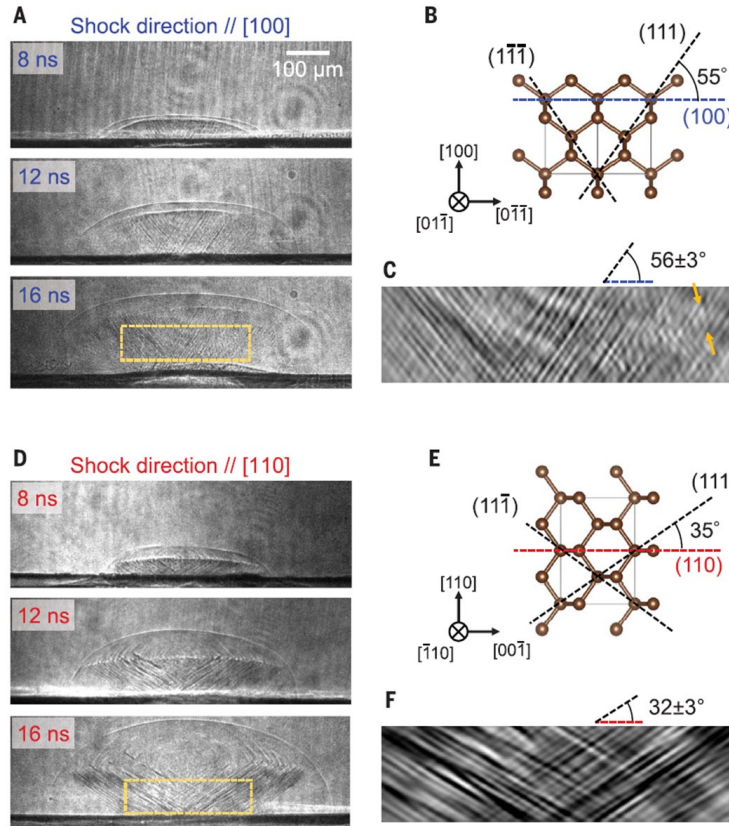 A
Shock direction // [100]
8 ns
100 µm
12 ns
16 ns
B
(11̅1̅)
(111)
55°
(100)
[100]
[011̅]
[01̅1̅]
C
56±3°
D
Shock direction // [110]
8 ns
12 ns
16 ns
E
(111̅)
(111)
35°
(110)
[110]
[1̅10]
[001̅]
F
32±3°